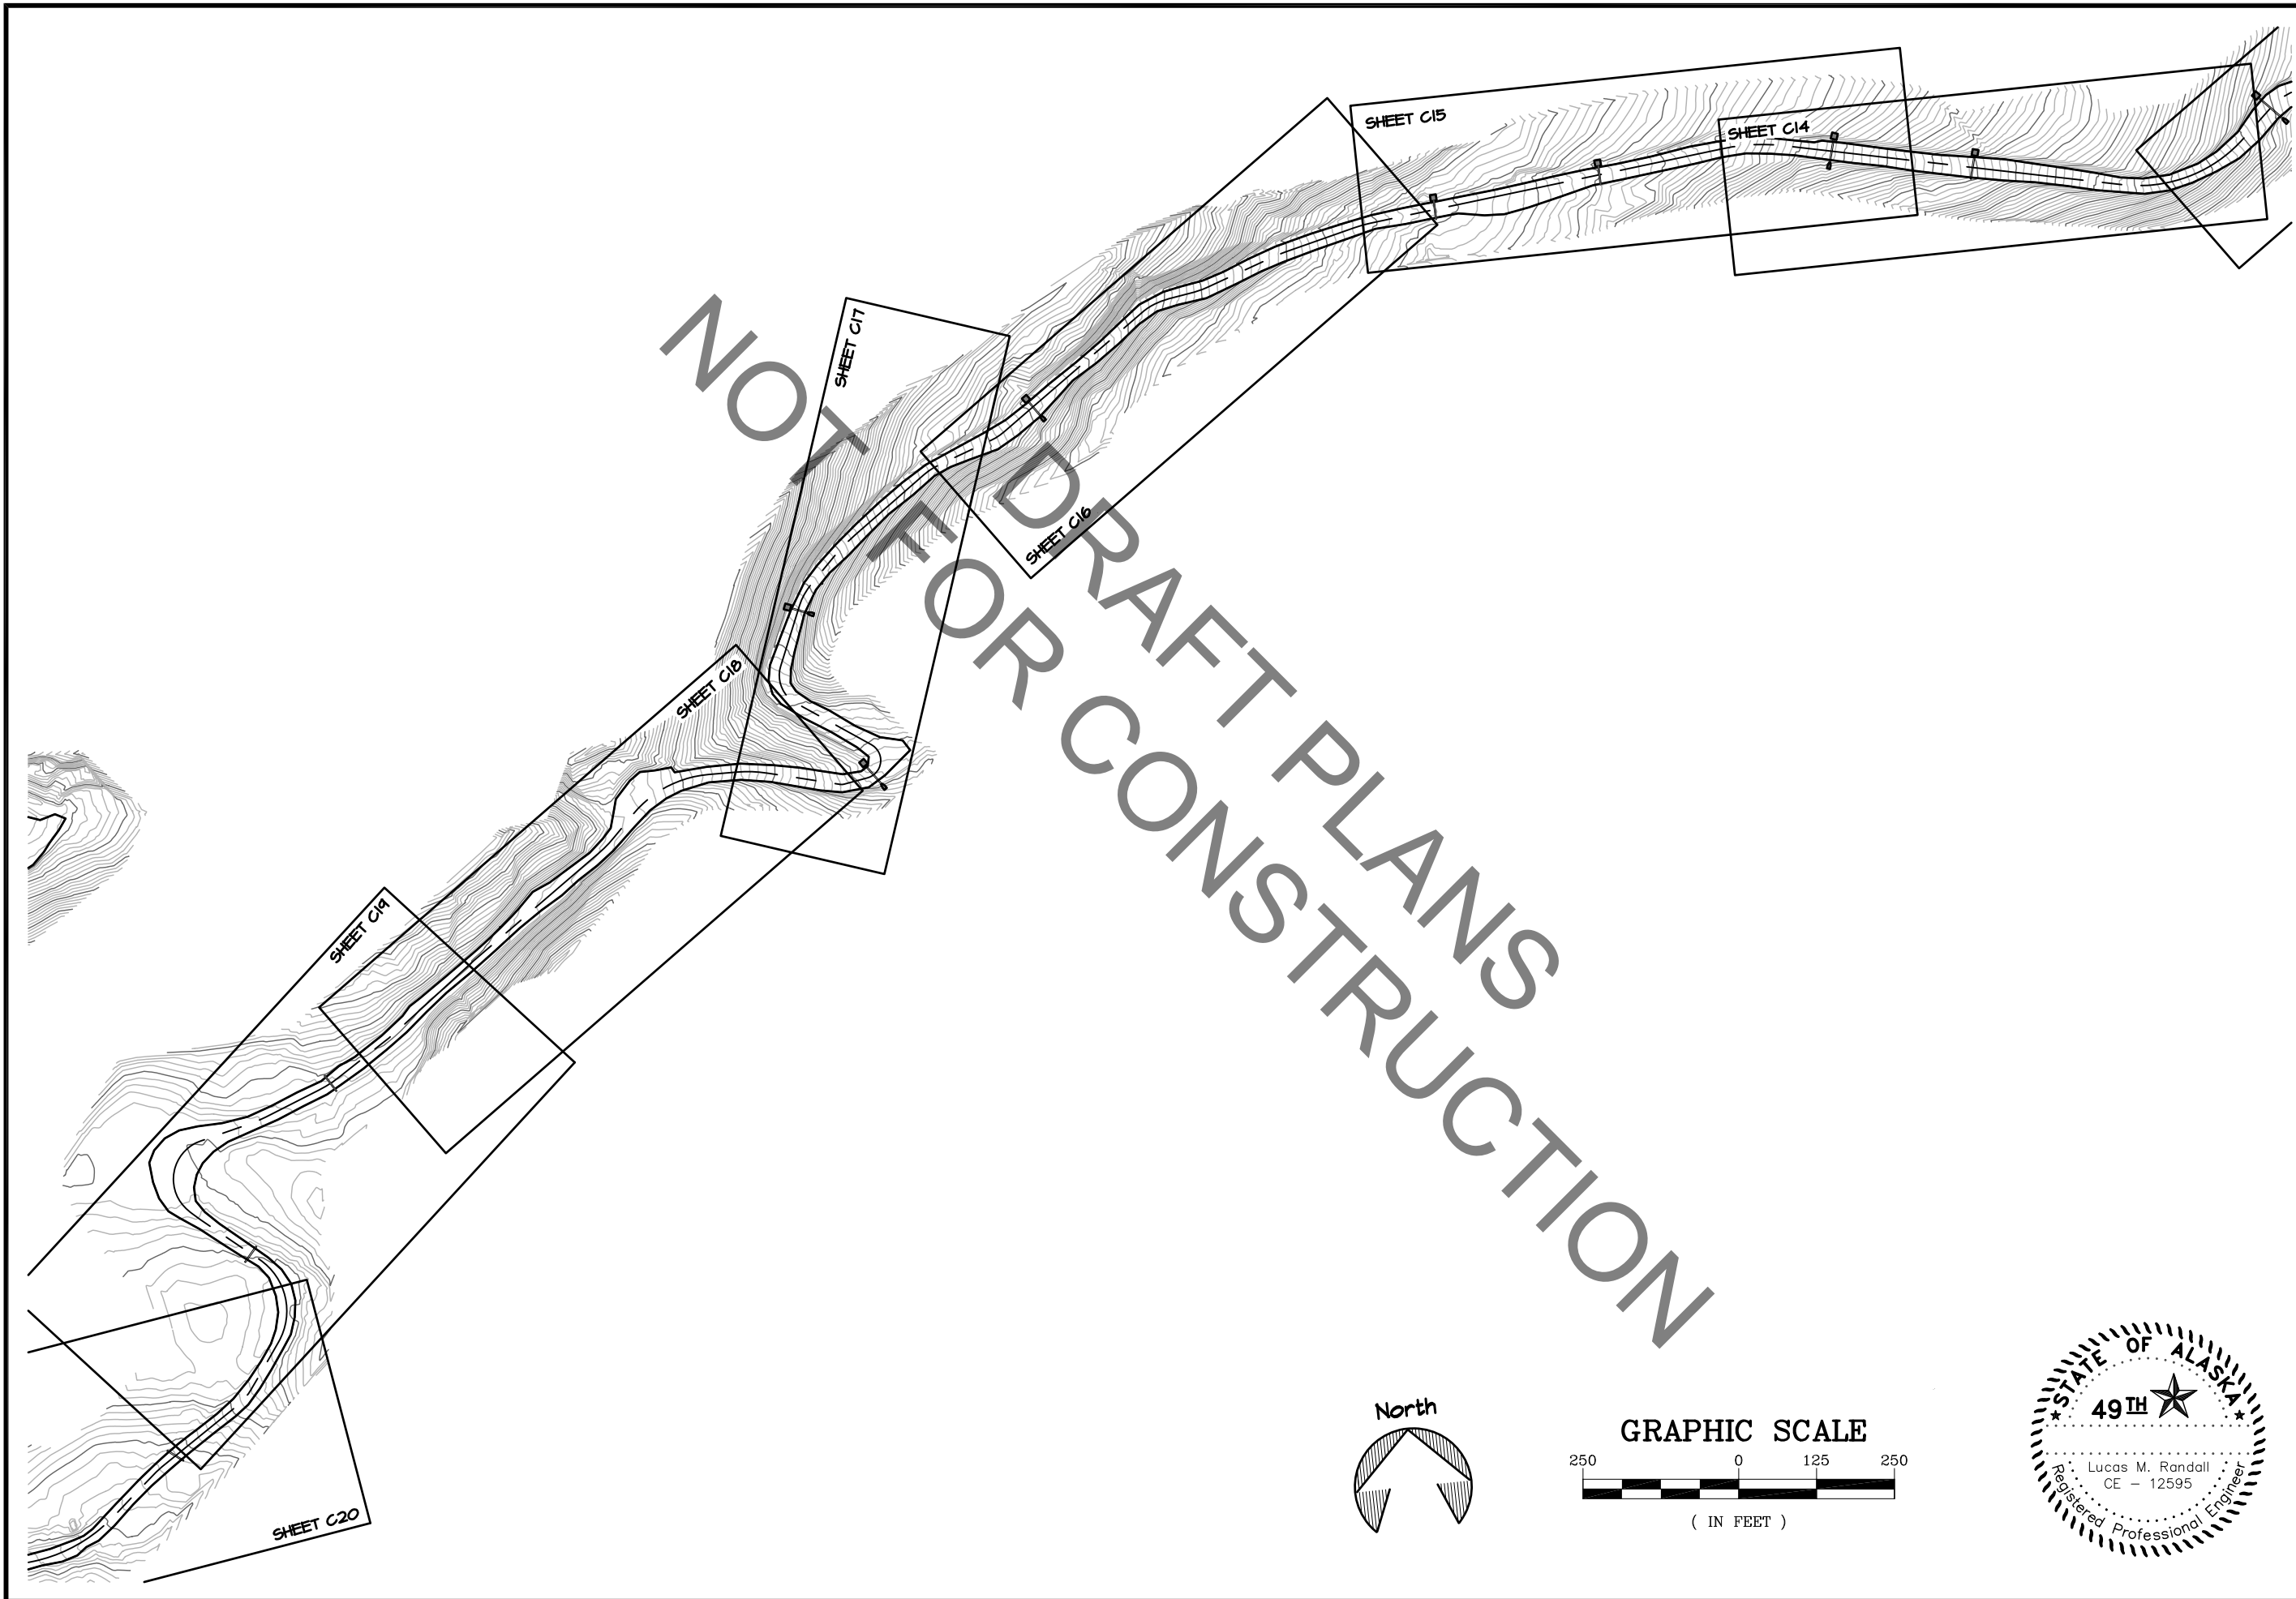 SHEET C15
SHEET C14
SHEET C17
SHEET C16
SHEET C18
SHEET C19
SHEET C20
NOT FOR CONSTRUCTION
DRAFT PLANS
North
GRAPHIC SCALE
250 0 125 250
( IN FEET )
STATE OF ALASKA
49TH
Lucas M. Randall
CE - 12595
Registered Professional Engineer